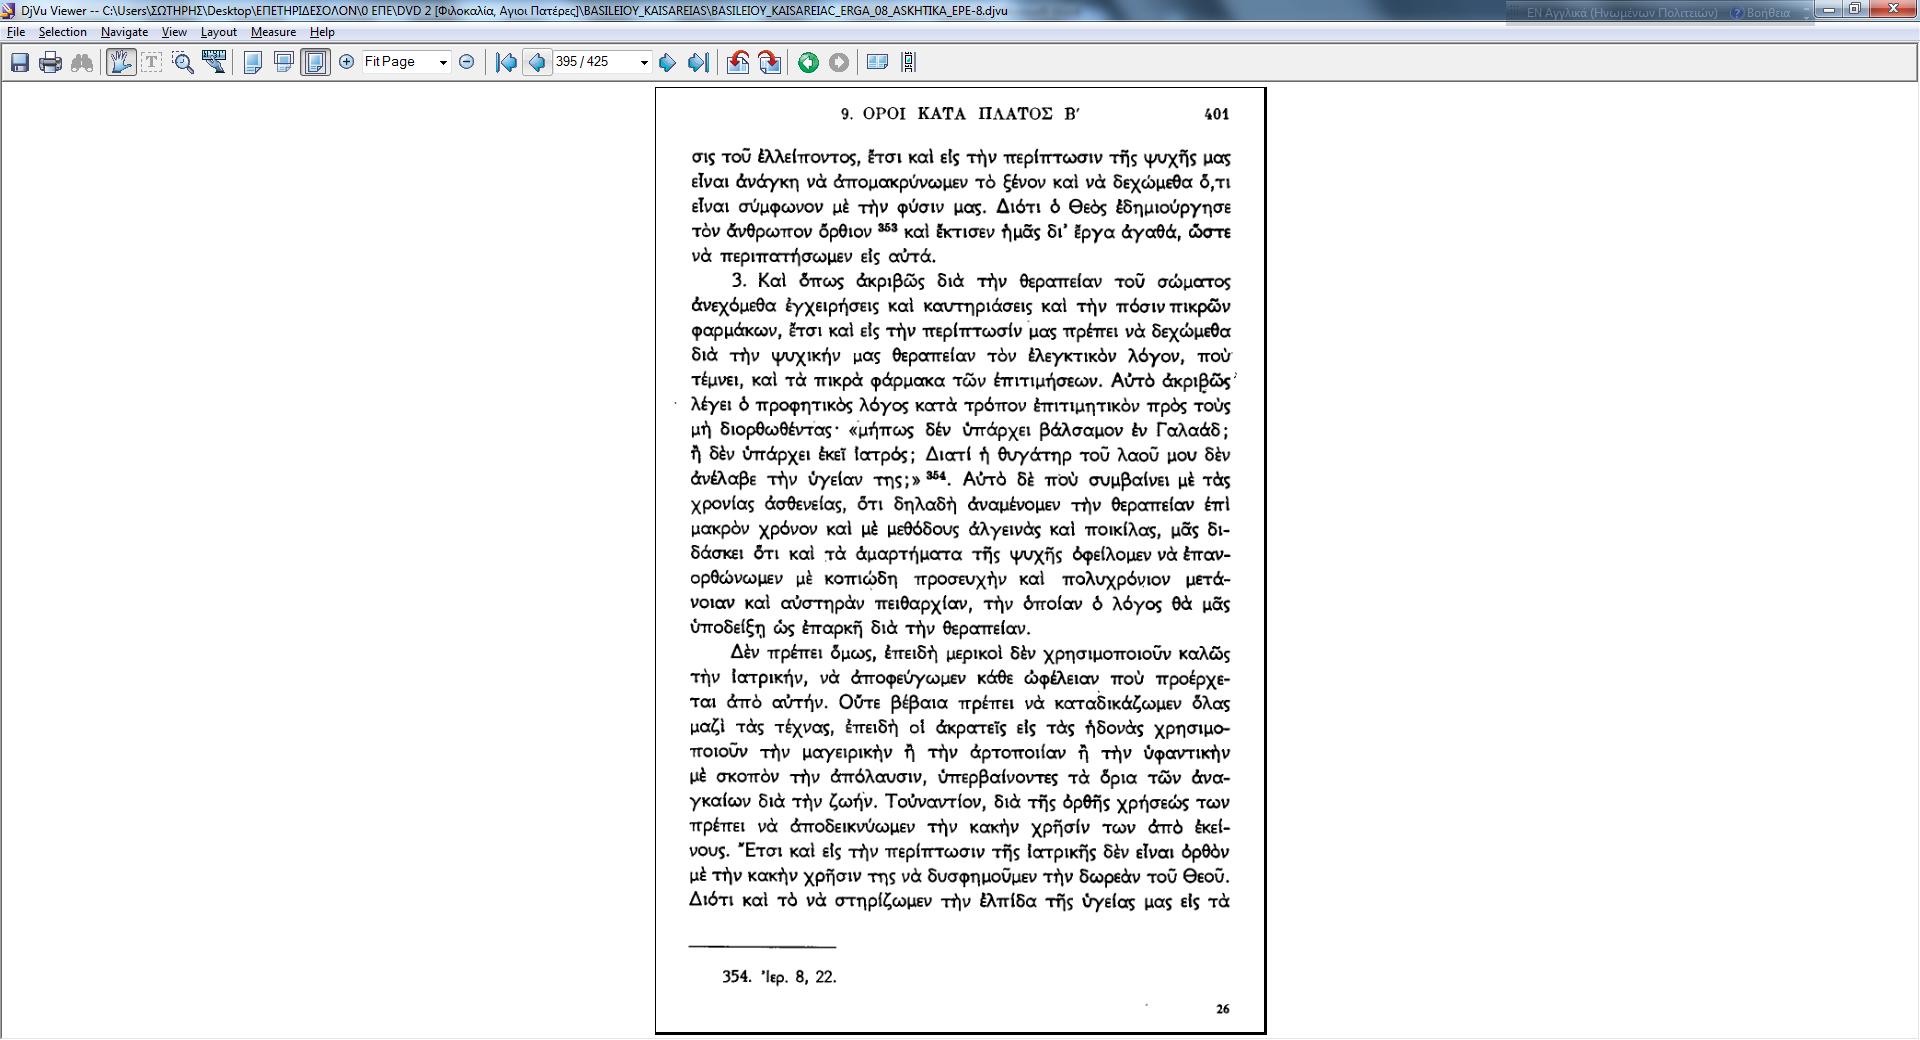 DjVu Viewer -- C:\Users\ΣΩΤΗΡΗΣ\Desktop\ΕΠΕΤΗΡΙΔΕΣΟΛΟΝ\0 ΕΠΕ\DVD 2 [Φιλοκαλία, Αγιοι Πατέρες]\BASILEIOY_KAISAREIAS\BASILEIOY_KAISAREIAC_ERGA_08_ASKHTIKA_EPE-8.djvu
EN Αγγλικά (Ηνωμένων Πολιτειών) Βοήθεια
File Selection Navigate View Layout Measure Help
Fit Page 395 / 425
9. ΟΡΟΙ ΚΑΤΑ ΠΛΑΤΟΣ Β′ 401
σις τοῦ ἐλλείποντος, ἔτσι καὶ εἰς τὴν περίπτωσιν τῆς ψυχῆς μας
εἶναι ἀνάγκη νὰ ἀπομακρύνωμεν τὸ ξένον καὶ νὰ δεχώμεθα ὅ,τι
εἶναι σύμφωνον μὲ τὴν φύσιν μας. Διότι ὁ Θεὸς ἐδημιούργησε
τὸν ἄνθρωπον ὄρθιον ³⁵³ καὶ ἔκτισεν ἡμᾶς δι' ἔργα ἀγαθά, ὥστε
νὰ περιπατήσωμεν εἰς αὐτά.
3. Καὶ ὅπως ἀκριβῶς διὰ τὴν θεραπείαν τοῦ σώματος
ἀνεχόμεθα ἐγχειρήσεις καὶ καυτηριάσεις καὶ τὴν πόσιν πικρῶν
φαρμάκων, ἔτσι καὶ εἰς τὴν περίπτωσίν μας πρέπει νὰ δεχώμεθα
διὰ τὴν ψυχικήν μας θεραπείαν τὸν ἐλεγκτικὸν λόγον, ποὺ
τέμνει, καὶ τὰ πικρὰ φάρμακα τῶν ἐπιτιμήσεων. Αὐτὸ ἀκριβῶς
λέγει ὁ προφητικὸς λόγος κατὰ τρόπον ἐπιτιμητικὸν πρὸς τοὺς
μὴ διορθωθέντας· «μήπως δέν ὑπάρχει βάλσαμον ἐν Γαλαάδ;
ἢ δὲν ὑπάρχει ἐκεῖ ἰατρός; Διατί ἡ θυγάτηρ τοῦ λαοῦ μου δὲν
ἀνέλαβε τὴν ὑγείαν της;» ³⁵⁴. Αὐτὸ δὲ ποὺ συμβαίνει μὲ τὰς
χρονίας ἀσθενείας, ὅτι δηλαδὴ ἀναμένομεν τὴν θεραπείαν ἐπὶ
μακρὸν χρόνον καὶ μὲ μεθόδους ἀλγεινὰς καὶ ποικίλας, μᾶς δι-
δάσκει ὅτι καὶ τὰ ἁμαρτήματα τῆς ψυχῆς ὀφείλομεν νὰ ἐπαν-
ορθώνωμεν μὲ κοπιώδη προσευχὴν καὶ πολυχρόνιον μετά-
νοιαν καὶ αὐστηρὰν πειθαρχίαν, τὴν ὁποίαν ὁ λόγος θὰ μᾶς
ὑποδείξη ὡς ἐπαρκῆ διὰ τὴν θεραπείαν.
Δὲν πρέπει ὅμως, ἐπειδὴ μερικοὶ δὲν χρησιμοποιοῦν καλῶς
τὴν ἰατρικήν, νὰ ἀποφεύγωμεν κάθε ὠφέλειαν ποὺ προέρχε-
ται ἀπὸ αὐτήν. Οὔτε βέβαια πρέπει νὰ καταδικάζωμεν ὅλας
μαζὶ τὰς τέχνας, ἐπειδὴ οἱ ἀκρατεῖς εἰς τὰς ἡδονὰς χρησιμο-
ποιοῦν τὴν μαγειρικὴν ἢ τὴν ἀρτοποιίαν ἢ τὴν ὑφαντικὴν
μὲ σκοπὸν τὴν ἀπόλαυσιν, ὑπερβαίνοντες τὰ ὅρια τῶν ἀνα-
γκαίων διὰ τὴν ζωήν. Τοὐναντίον, διὰ τῆς ὀρθῆς χρήσεώς των
πρέπει νὰ ἀποδεικνύωμεν τὴν κακὴν χρῆσίν των ἀπὸ ἐκεί-
νους. Ἔτσι καὶ εἰς τὴν περίπτωσιν τῆς ἰατρικῆς δὲν εἶναι ὀρθὸν
μὲ τὴν κακὴν χρῆσιν της νὰ δυσφημοῦμεν τὴν δωρεὰν τοῦ Θεοῦ.
Διότι καὶ τὸ νὰ στηρίζωμεν τὴν ἐλπίδα τῆς ὑγείας μας εἰς τὰ
354. Ἰερ. 8, 22.
26